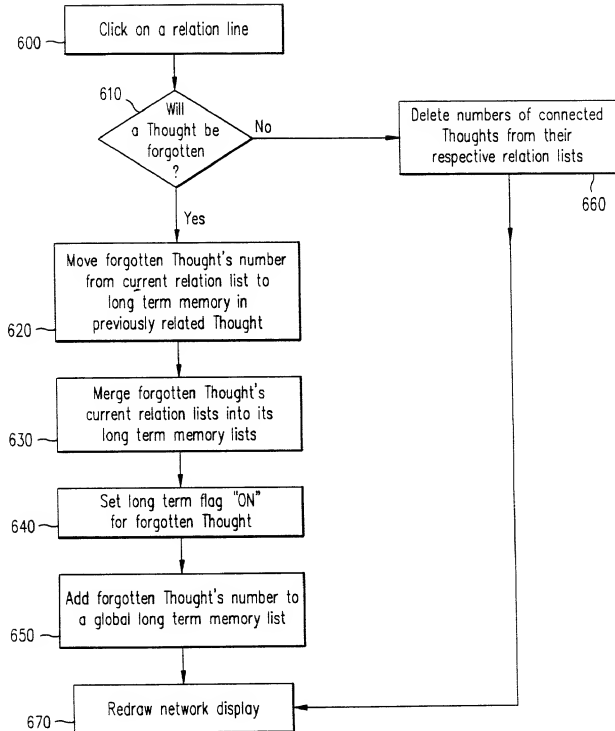 Click on a relation line
600
610
Will
a Thought be
forgotten
?
No
Yes
Delete numbers of connected
Thoughts from their
respective relation lists
660
Move forgotten Thought's number
from current relation list to
long term memory in
previously related Thought
620
Merge forgotten Thought's
current relation lists into its
long term memory lists
630
Set long term flag "ON"
for forgotten Thought
640
Add forgotten Thought's number to
a global long term memory list
650
Redraw network display
670